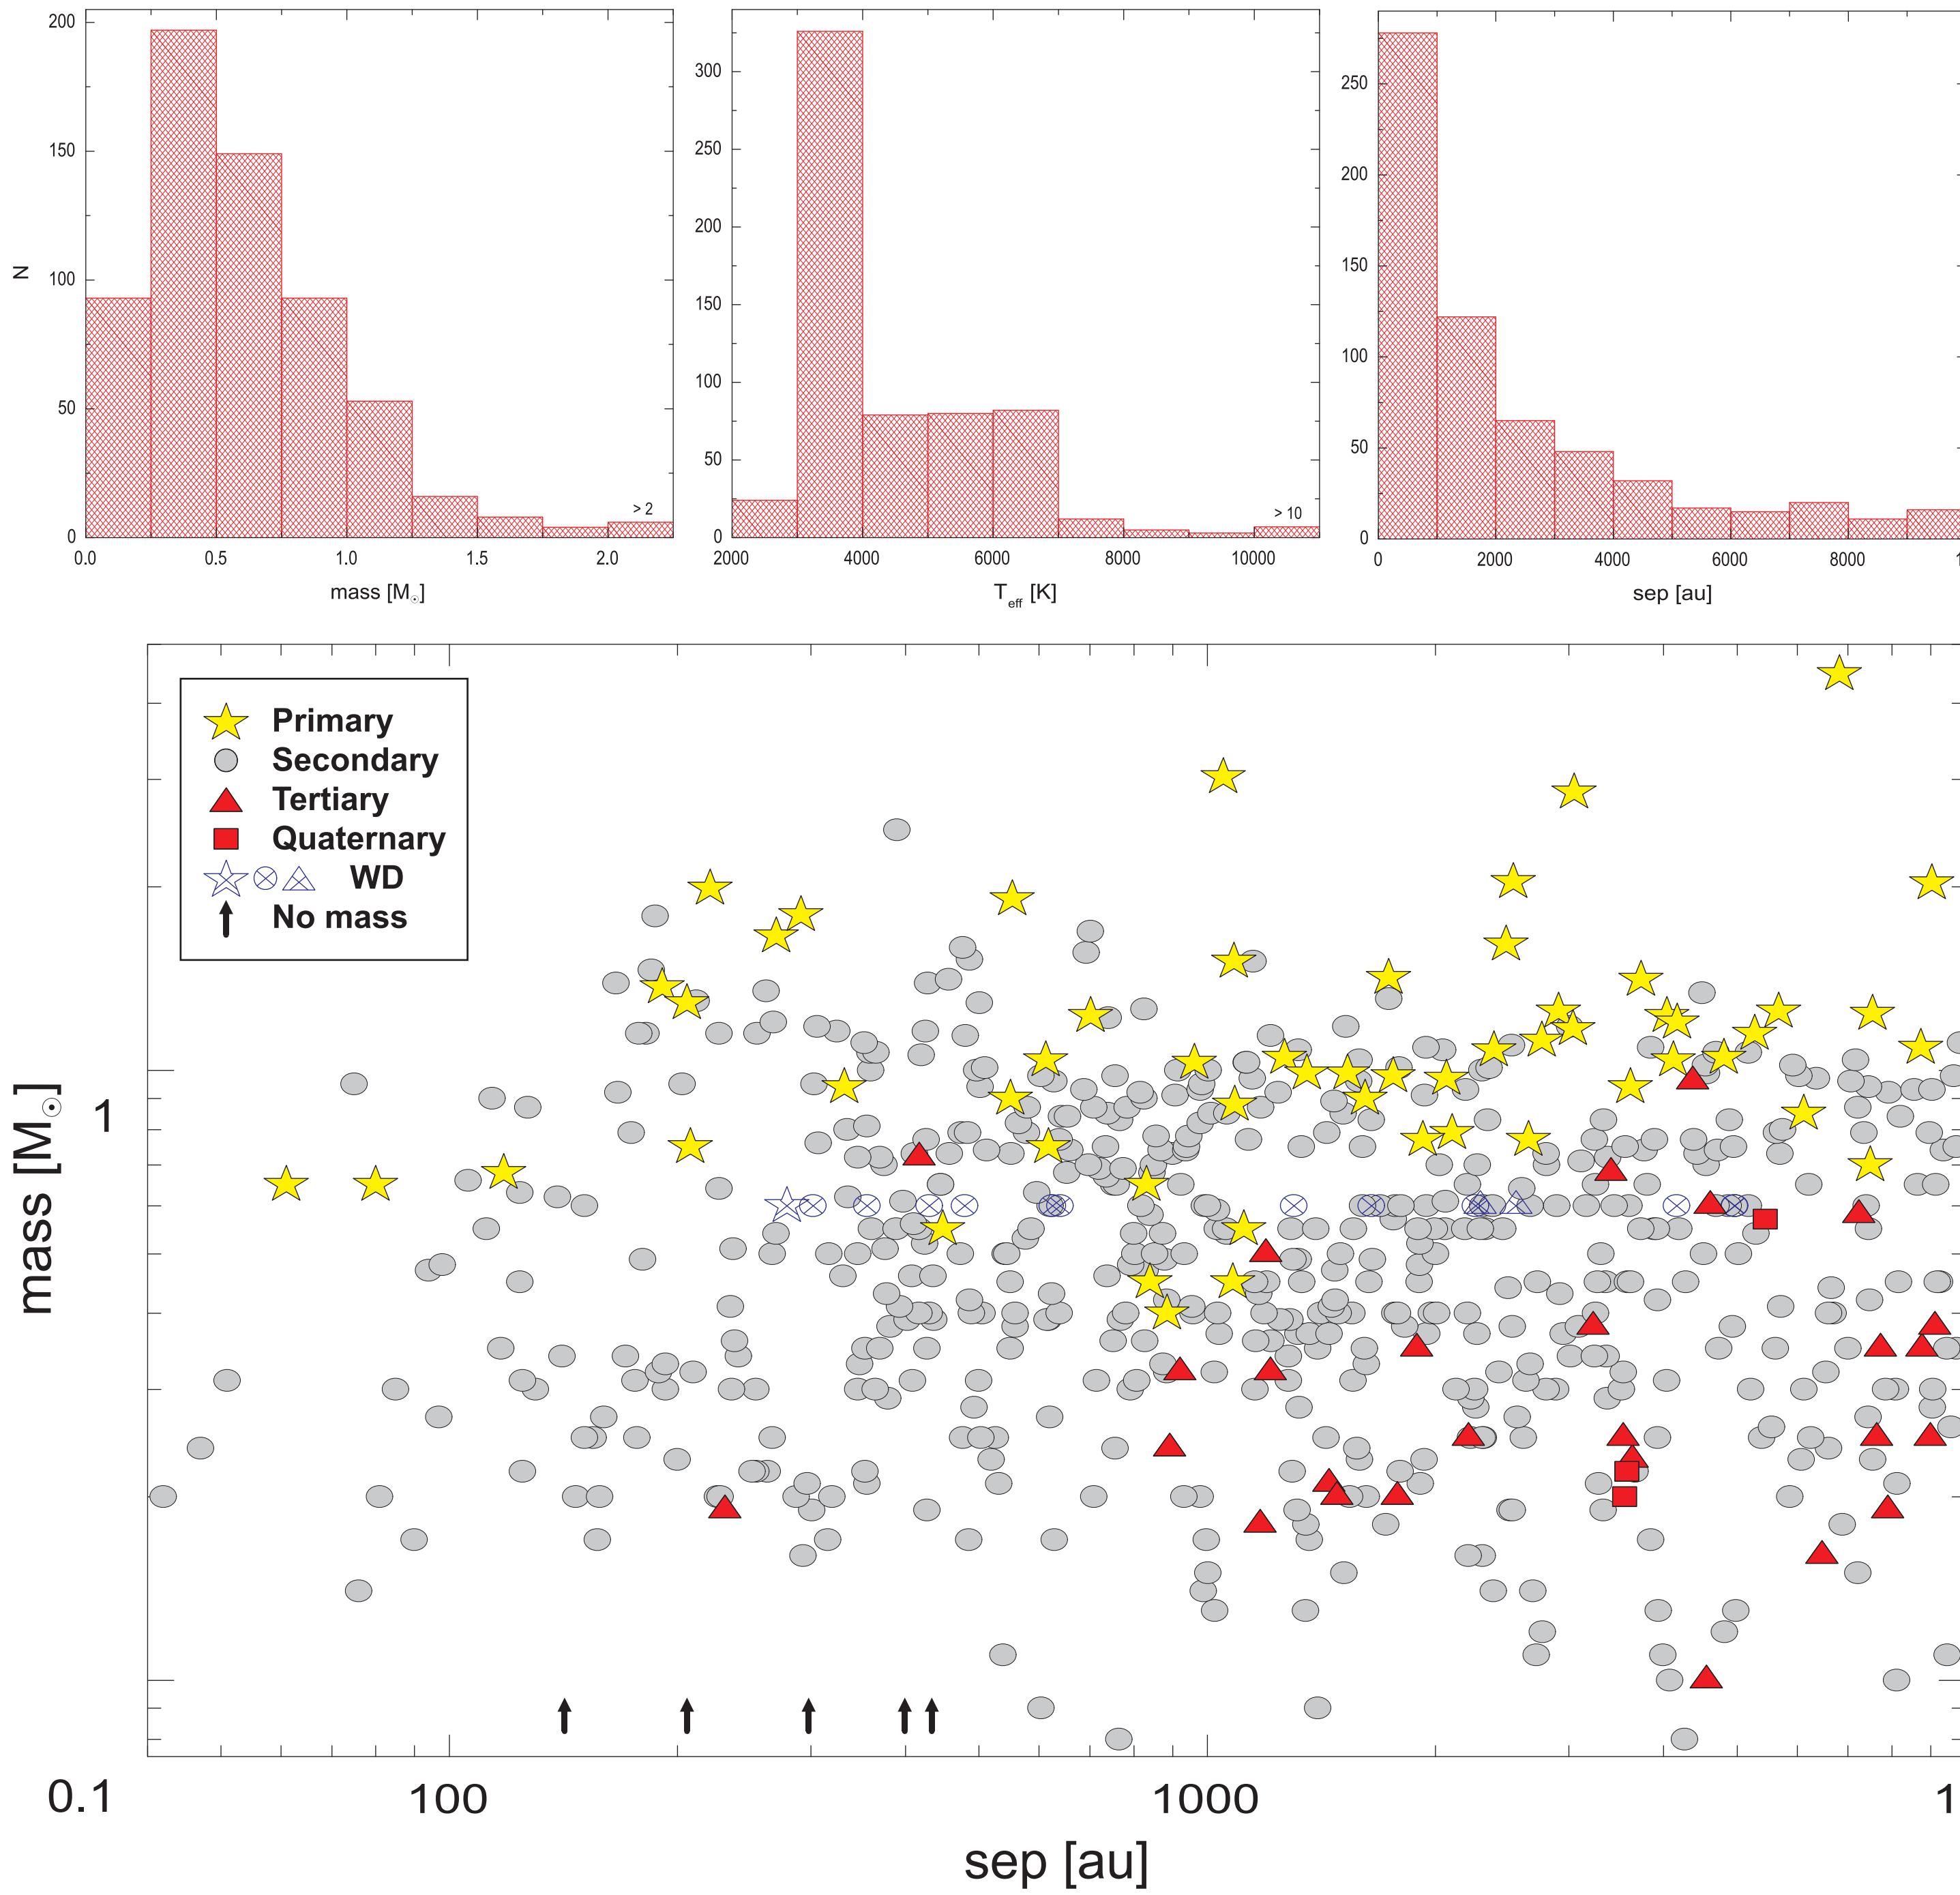 200
150
100
50
0
N
0.0 0.5 1.0 1.5 2.0
> 2
mass [M☉]
300
250
200
150
100
50
0
2000 4000 6000 8000 10000
> 10
Teff [K]
250
200
150
100
50
0
0 2000 4000 6000 8000 1
sep [au]
Primary
Secondary
Tertiary
Quaternary
WD
No mass
mass [M☉]
1
0.1 100 1000 1
sep [au]